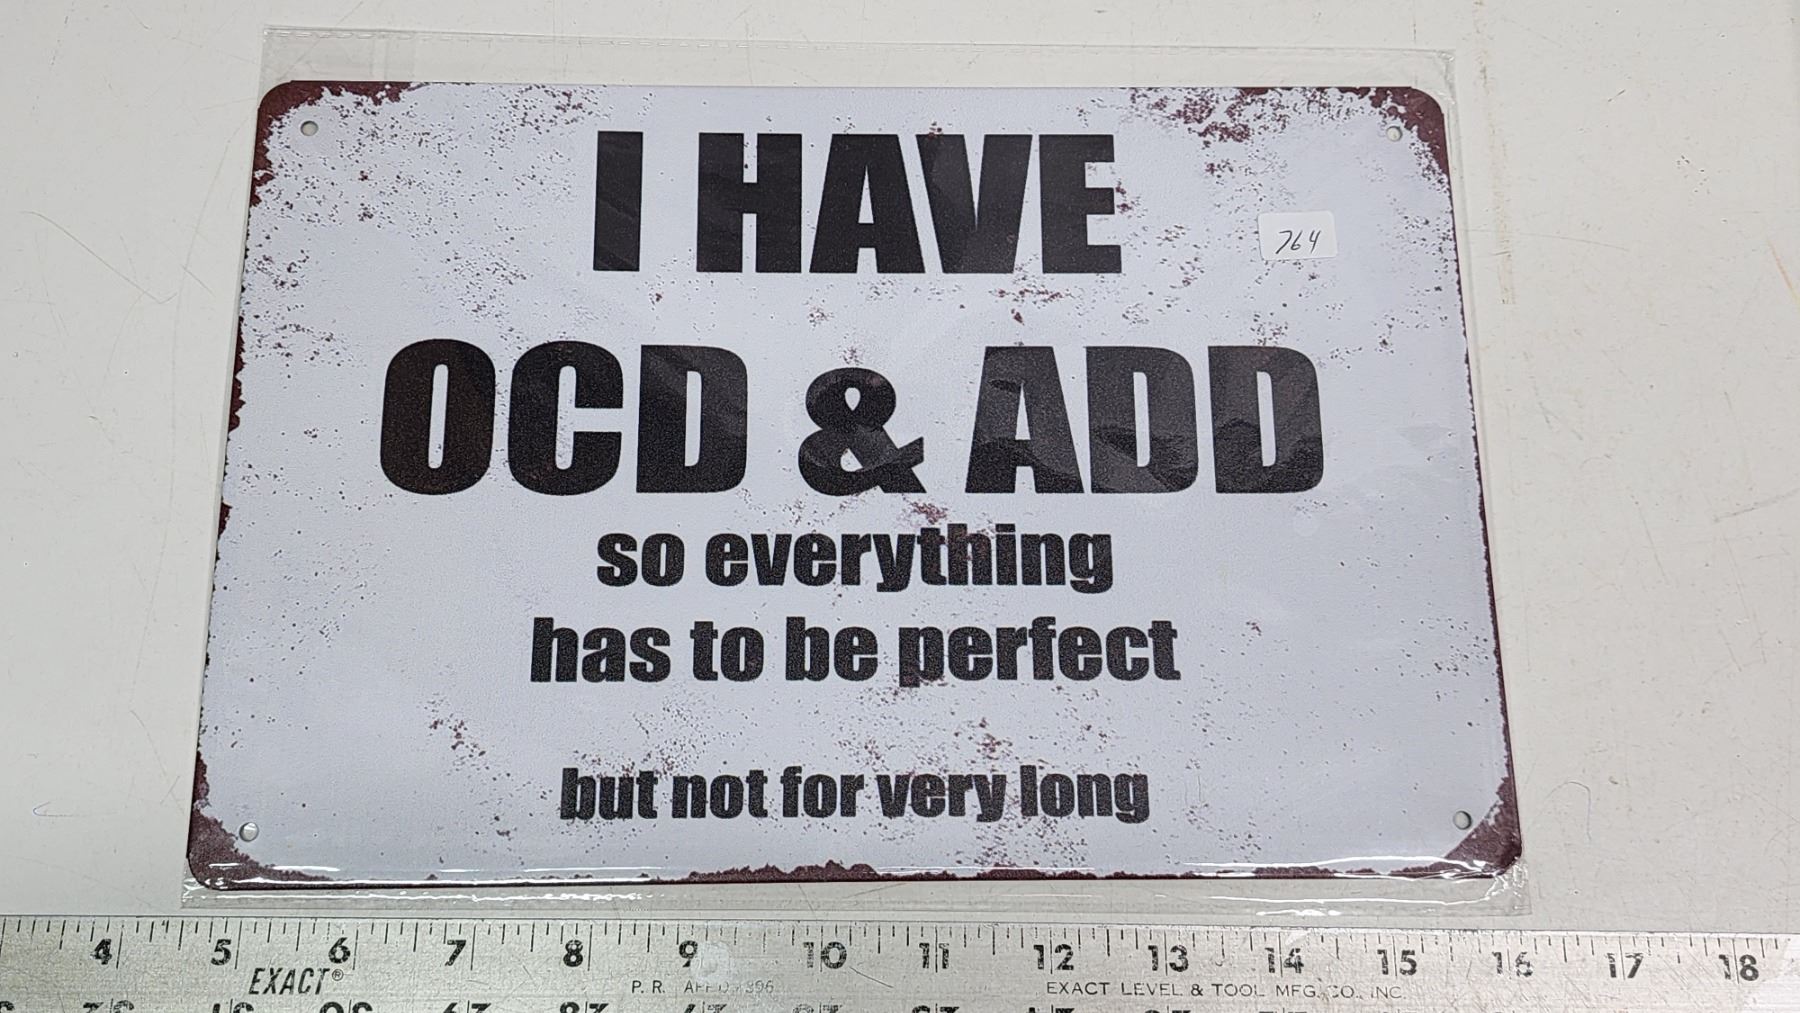 I HAVE
764
OCD & ADD
so everything
has to be perfect
but not for very long
4 5 6 7 8 9 10 11 12 13 14 15 16 17 18
EXACT®
P. R.
EXACT LEVEL & TOOL MFG. CO., INC.